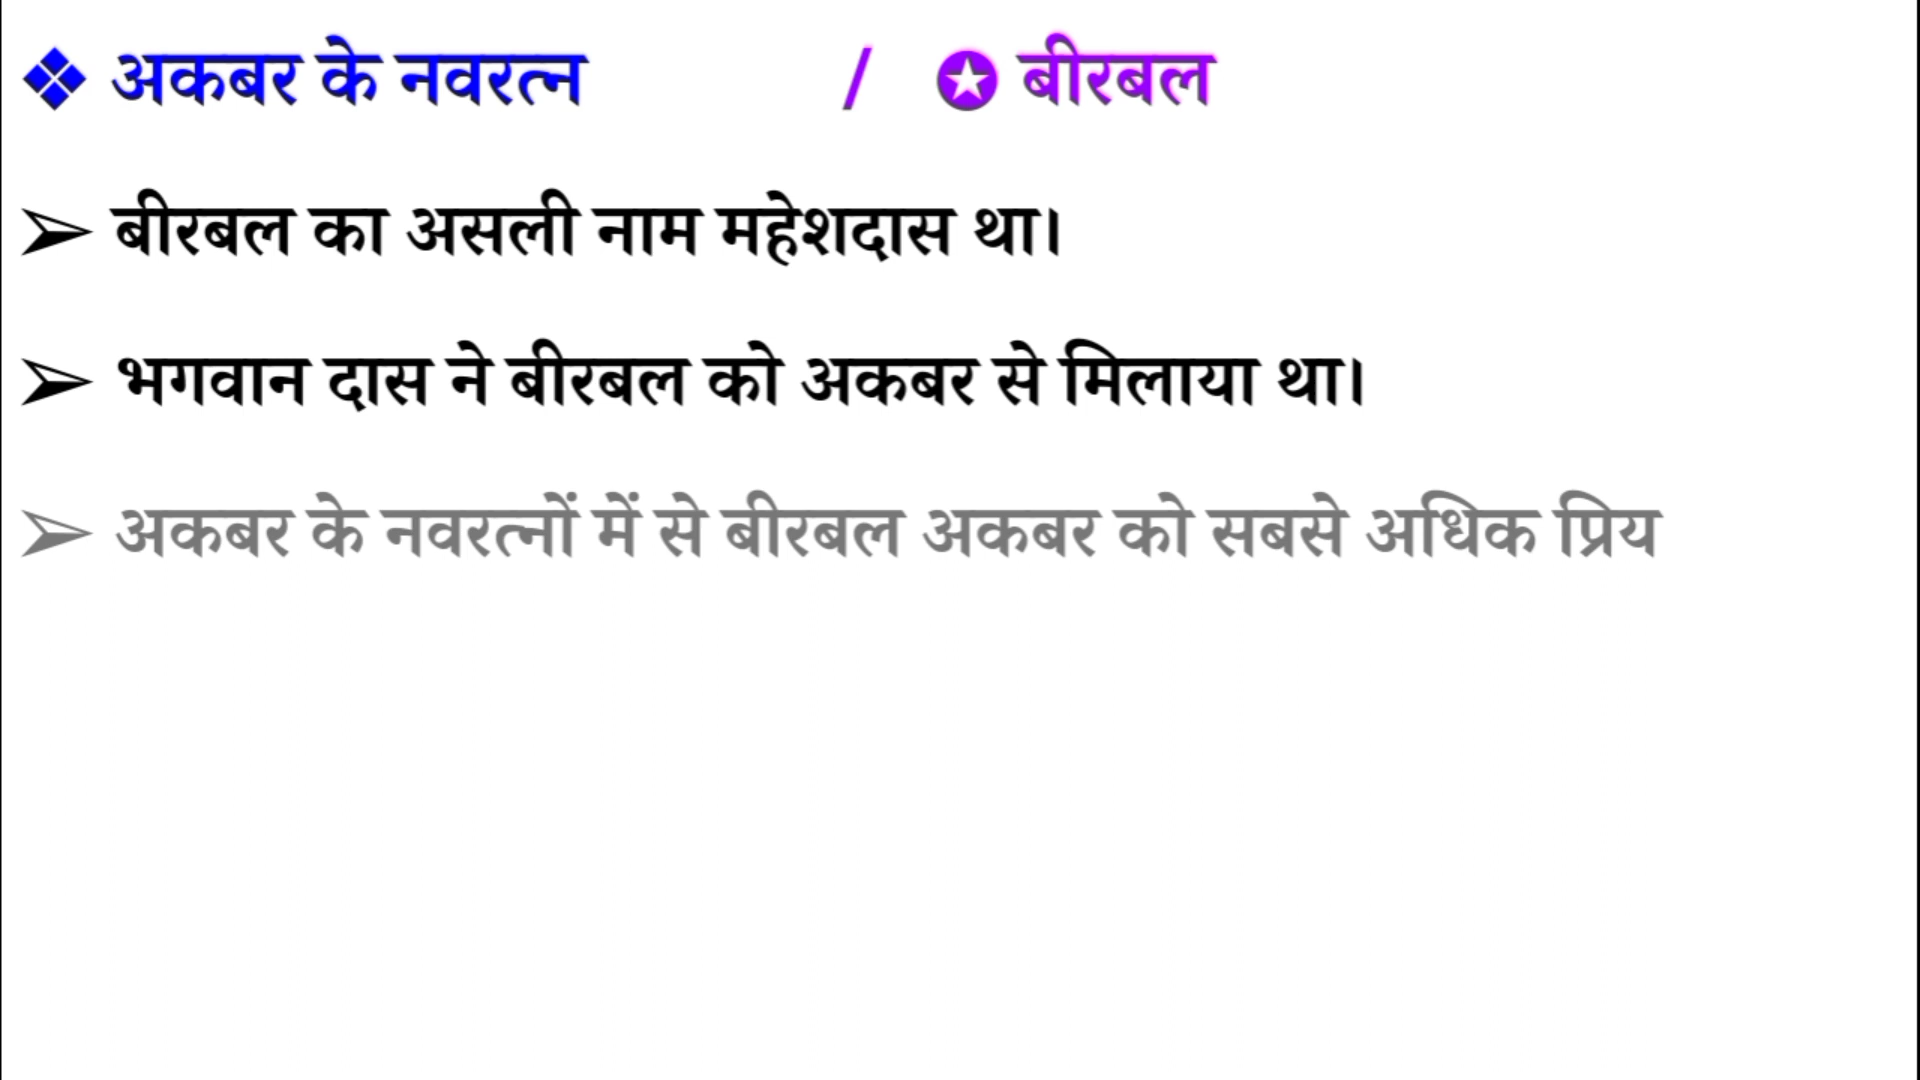 ❖ अकबर के नवरत्न / ✪ बीरबल
➢ बीरबल का असली नाम महेशदास था।
➢ भगवान दास ने बीरबल को अकबर से मिलाया था।
➢ अकबर के नवरत्नों में से बीरबल अकबर को सबसे अधिक प्रिय